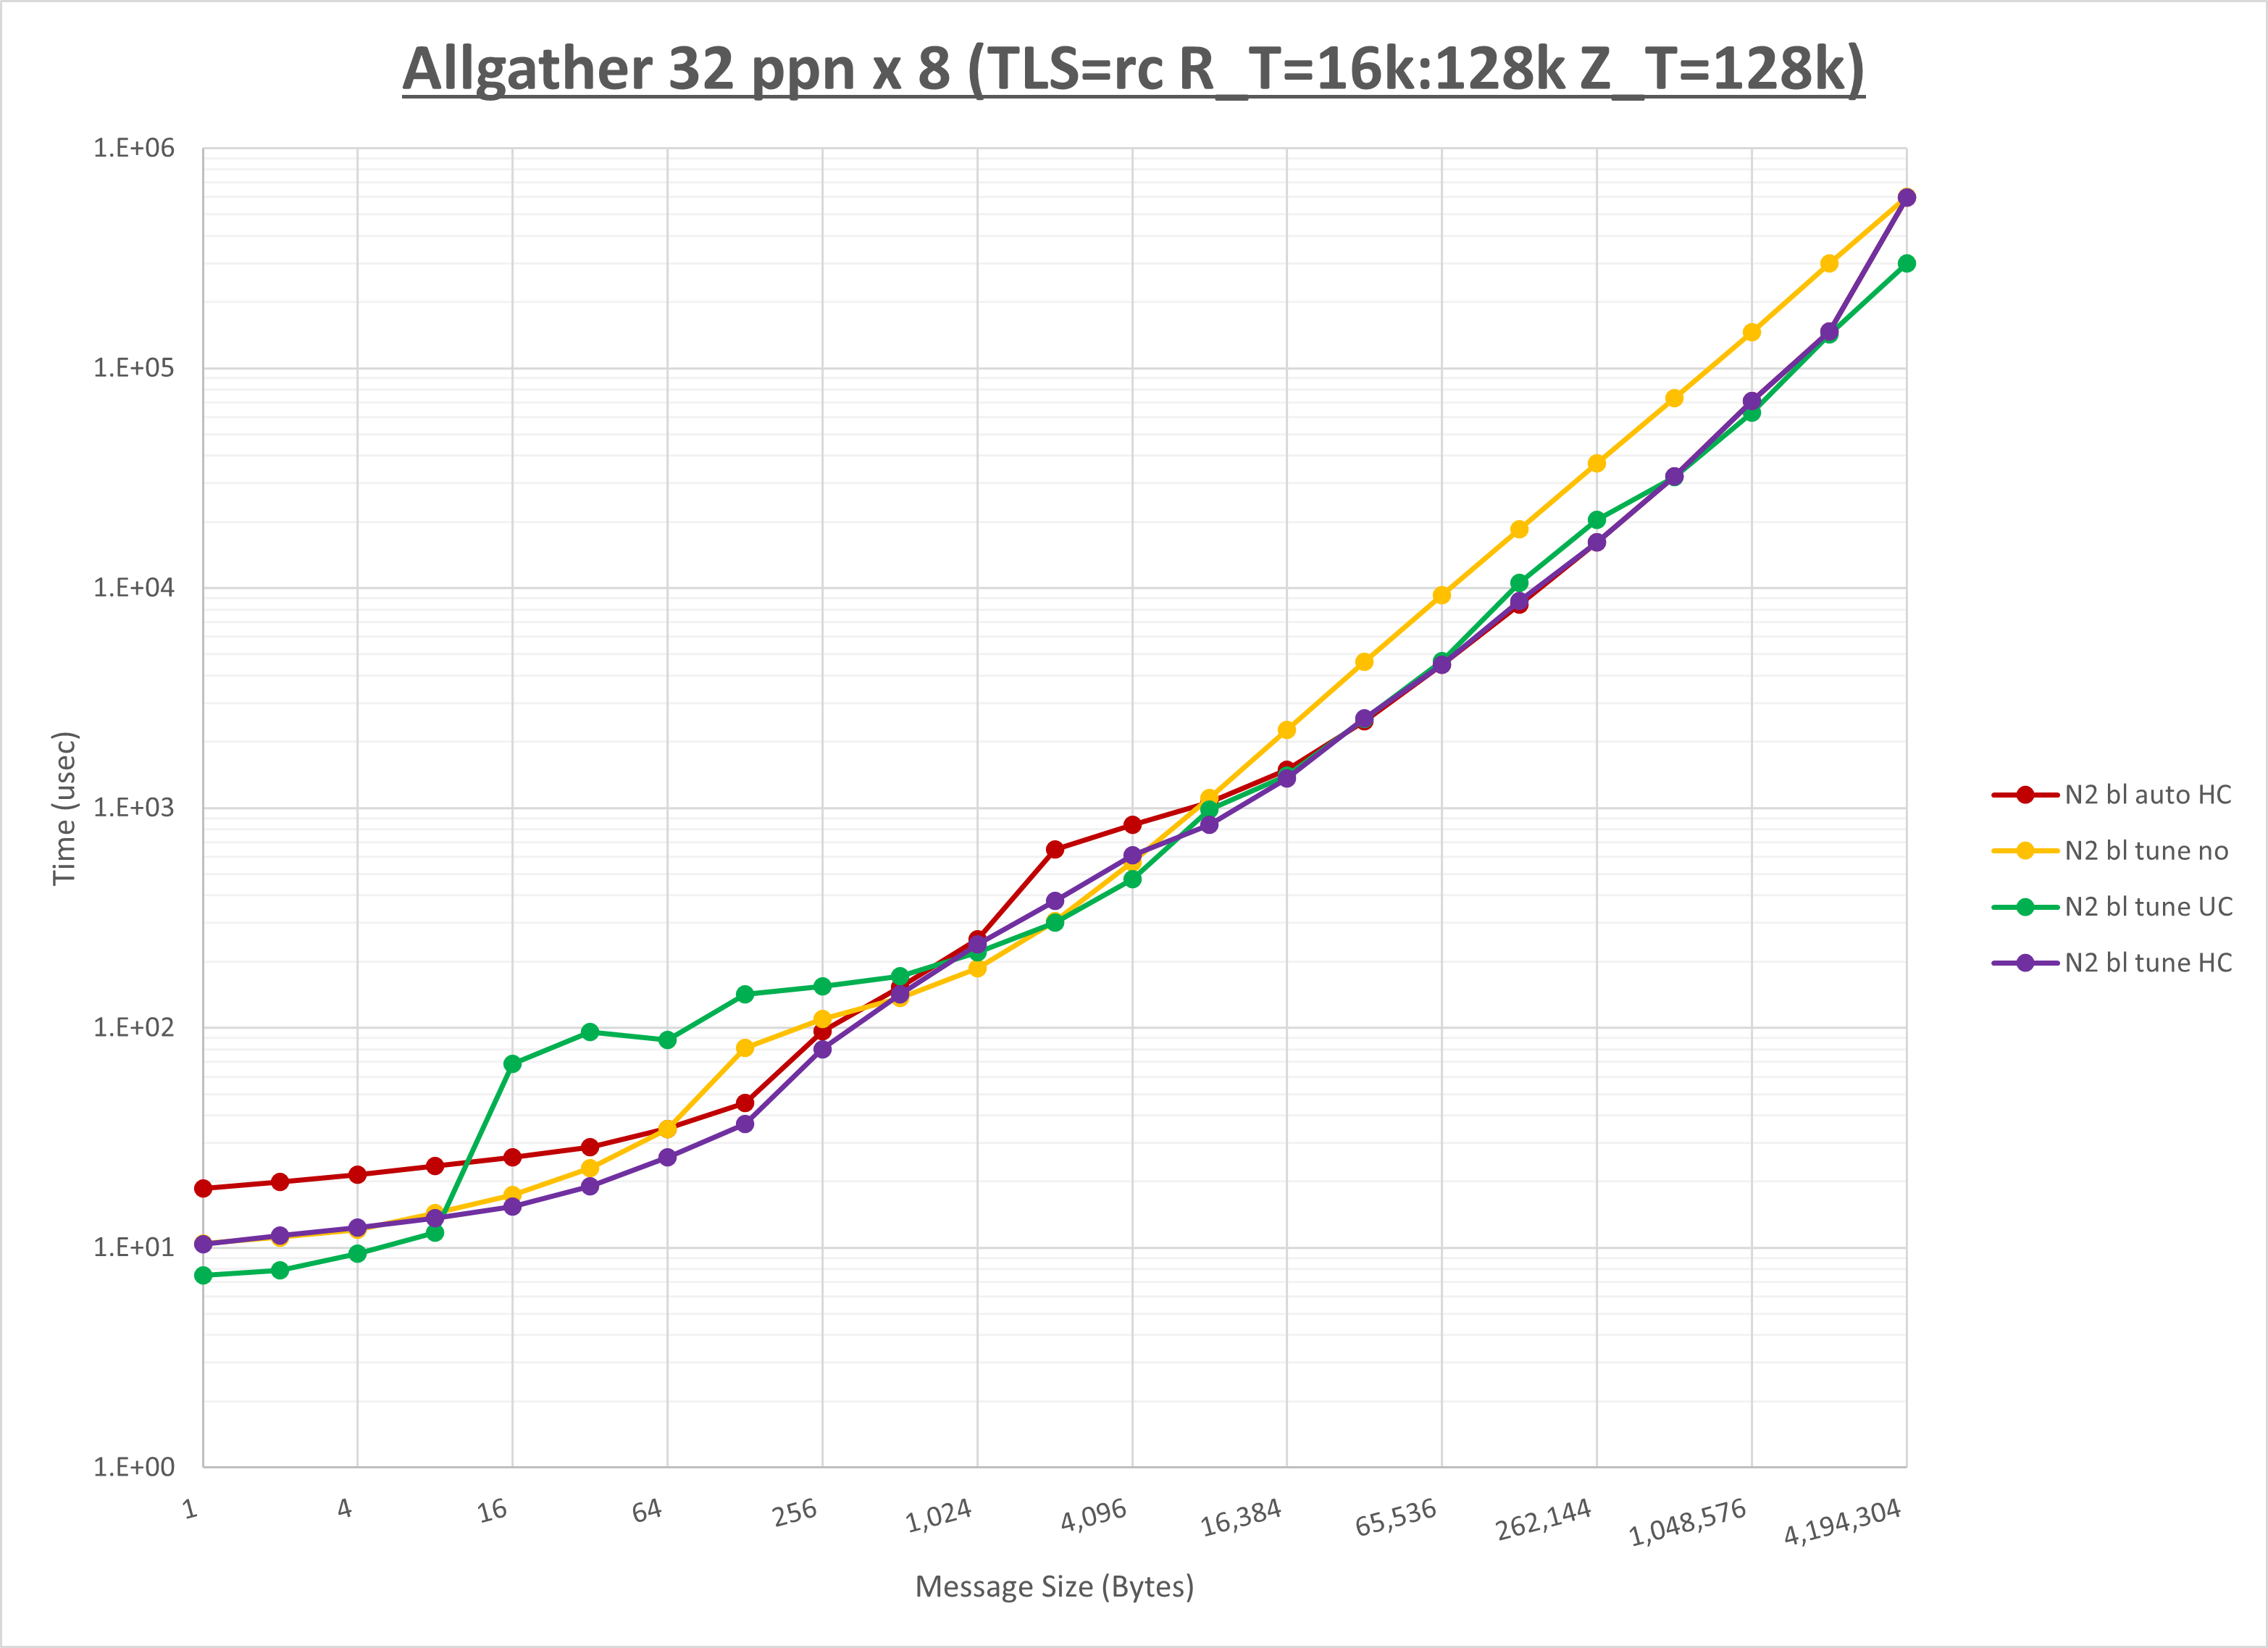 Allgather 32 ppn x 8 (TLS=rc R_T=16k:128k Z_T=128k)
1.E+06
1.E+05
1.E+04
1.E+03
1.E+02
1.E+01
1.E+00
Time (usec)
1
4
16
64
256
1,024
4,096
16,384
65,536
262,144
1,048,576
4,194,304
Message Size (Bytes)
N2 bl auto HC
N2 bl tune no
N2 bl tune UC
N2 bl tune HC